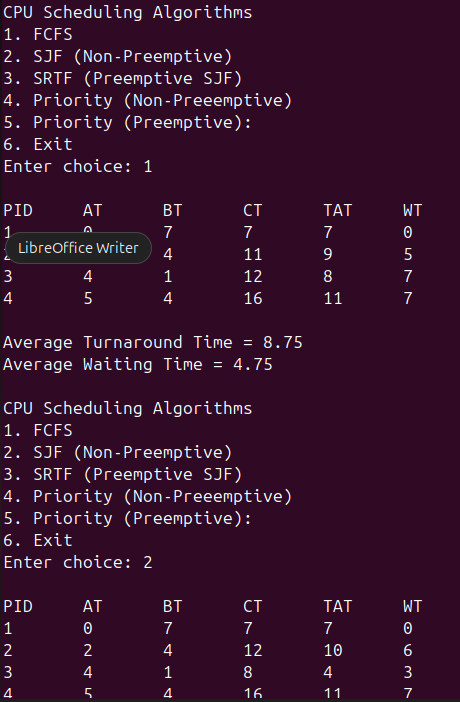 CPU Scheduling Algorithms
1. FCFS
2. SJF (Non-Preemptive)
3. SRTF (Preemptive SJF)
4. Priority (Non-Preeemptive)
5. Priority (Preemptive):
6. Exit
Enter choice: 1
PID AT BT CT TAT WT
1 0 7 7 7 0
LibreOffice Writer 4 11 9 5
3 4 1 12 8 7
4 5 4 16 11 7
Average Turnaround Time = 8.75
Average Waiting Time = 4.75
CPU Scheduling Algorithms
1. FCFS
2. SJF (Non-Preemptive)
3. SRTF (Preemptive SJF)
4. Priority (Non-Preeemptive)
5. Priority (Preemptive):
6. Exit
Enter choice: 2
PID AT BT CT TAT WT
1 0 7 7 7 0
2 2 4 12 10 6
3 4 1 8 4 3
4 5 4 16 11 7